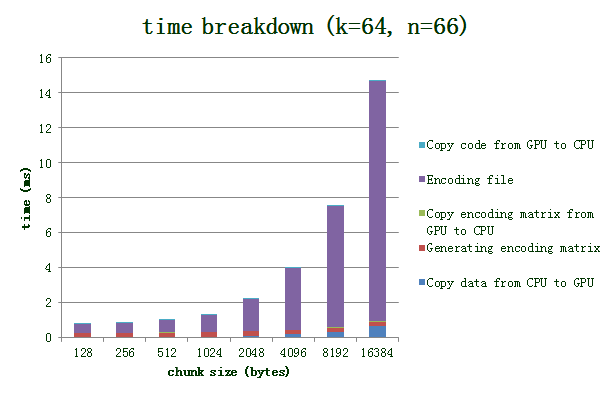 time breakdown (k=64, n=66)
16
14
12
10
8
6
4
2
0
time (ms)
128 256 512 1024 2048 4096 8192 16384
chunk size (bytes)
Copy code from GPU to CPU
Encoding file
Copy encoding matrix from
GPU to CPU
Generating encoding matrix
Copy data from CPU to GPU